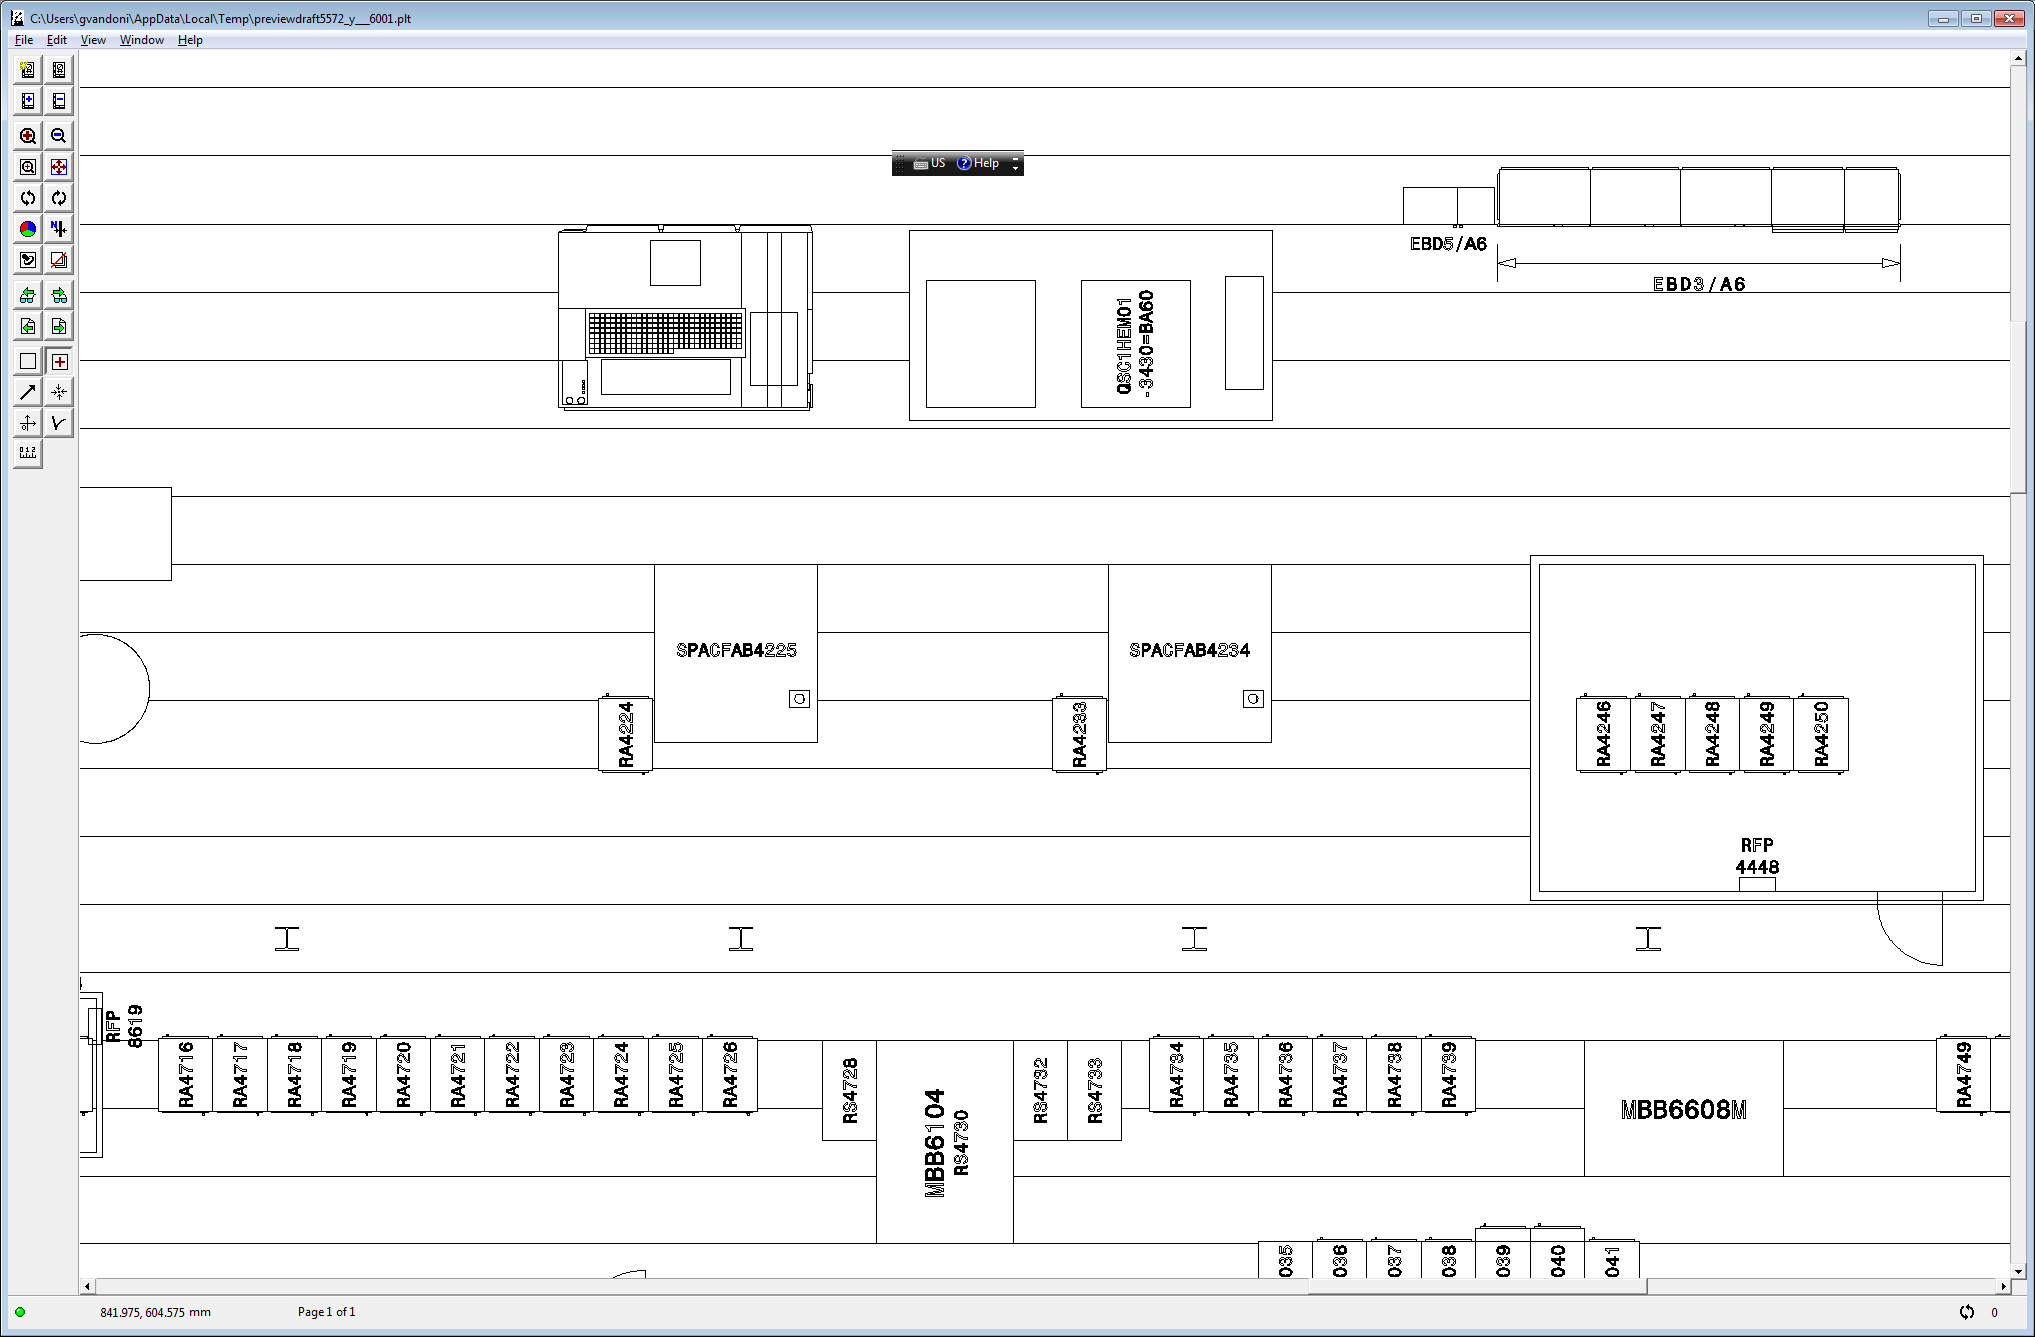 C:\Users\gvandoni\AppData\Local\Temp\previewdraft5572_y__6001.plt
File Edit View Window Help
US Help
EBD5/A6
EBD3/A6
QSC1HEM01
-3430=BA60
SPACFAB4225
SPACFAB4234
RA4224
RA4233
RA4246
RA4247
RA4248
RA4249
RA4250
RFP
4448
RFP
8619
RA4716
RA4717
RA4718
RA4719
RA4720
RA4721
RA4722
RA4723
RA4724
RA4725
RA4726
RS4728
MBB6104
RS4730
RS4732
RS4733
RA4734
RA4735
RA4736
RA4737
RA4738
RA4739
MBB6608M
RA4749
035
036
037
038
039
040
041
841.975, 604.575 mm
Page 1 of 1
0